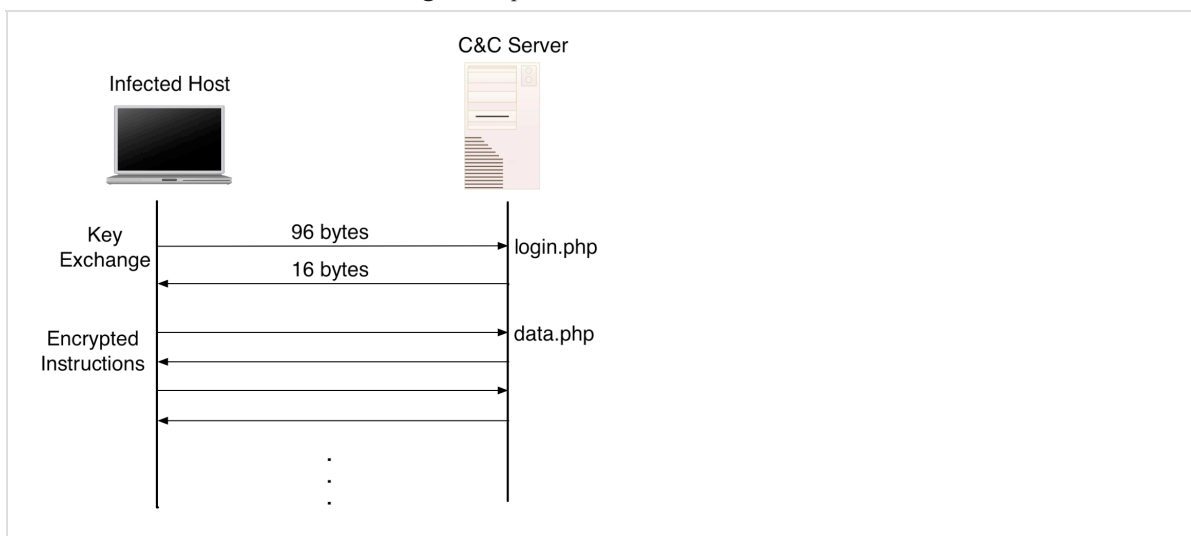 C&C Server
Infected Host
Key
Exchange
96 bytes
login.php
16 bytes
Encrypted
Instructions
data.php
.
.
.